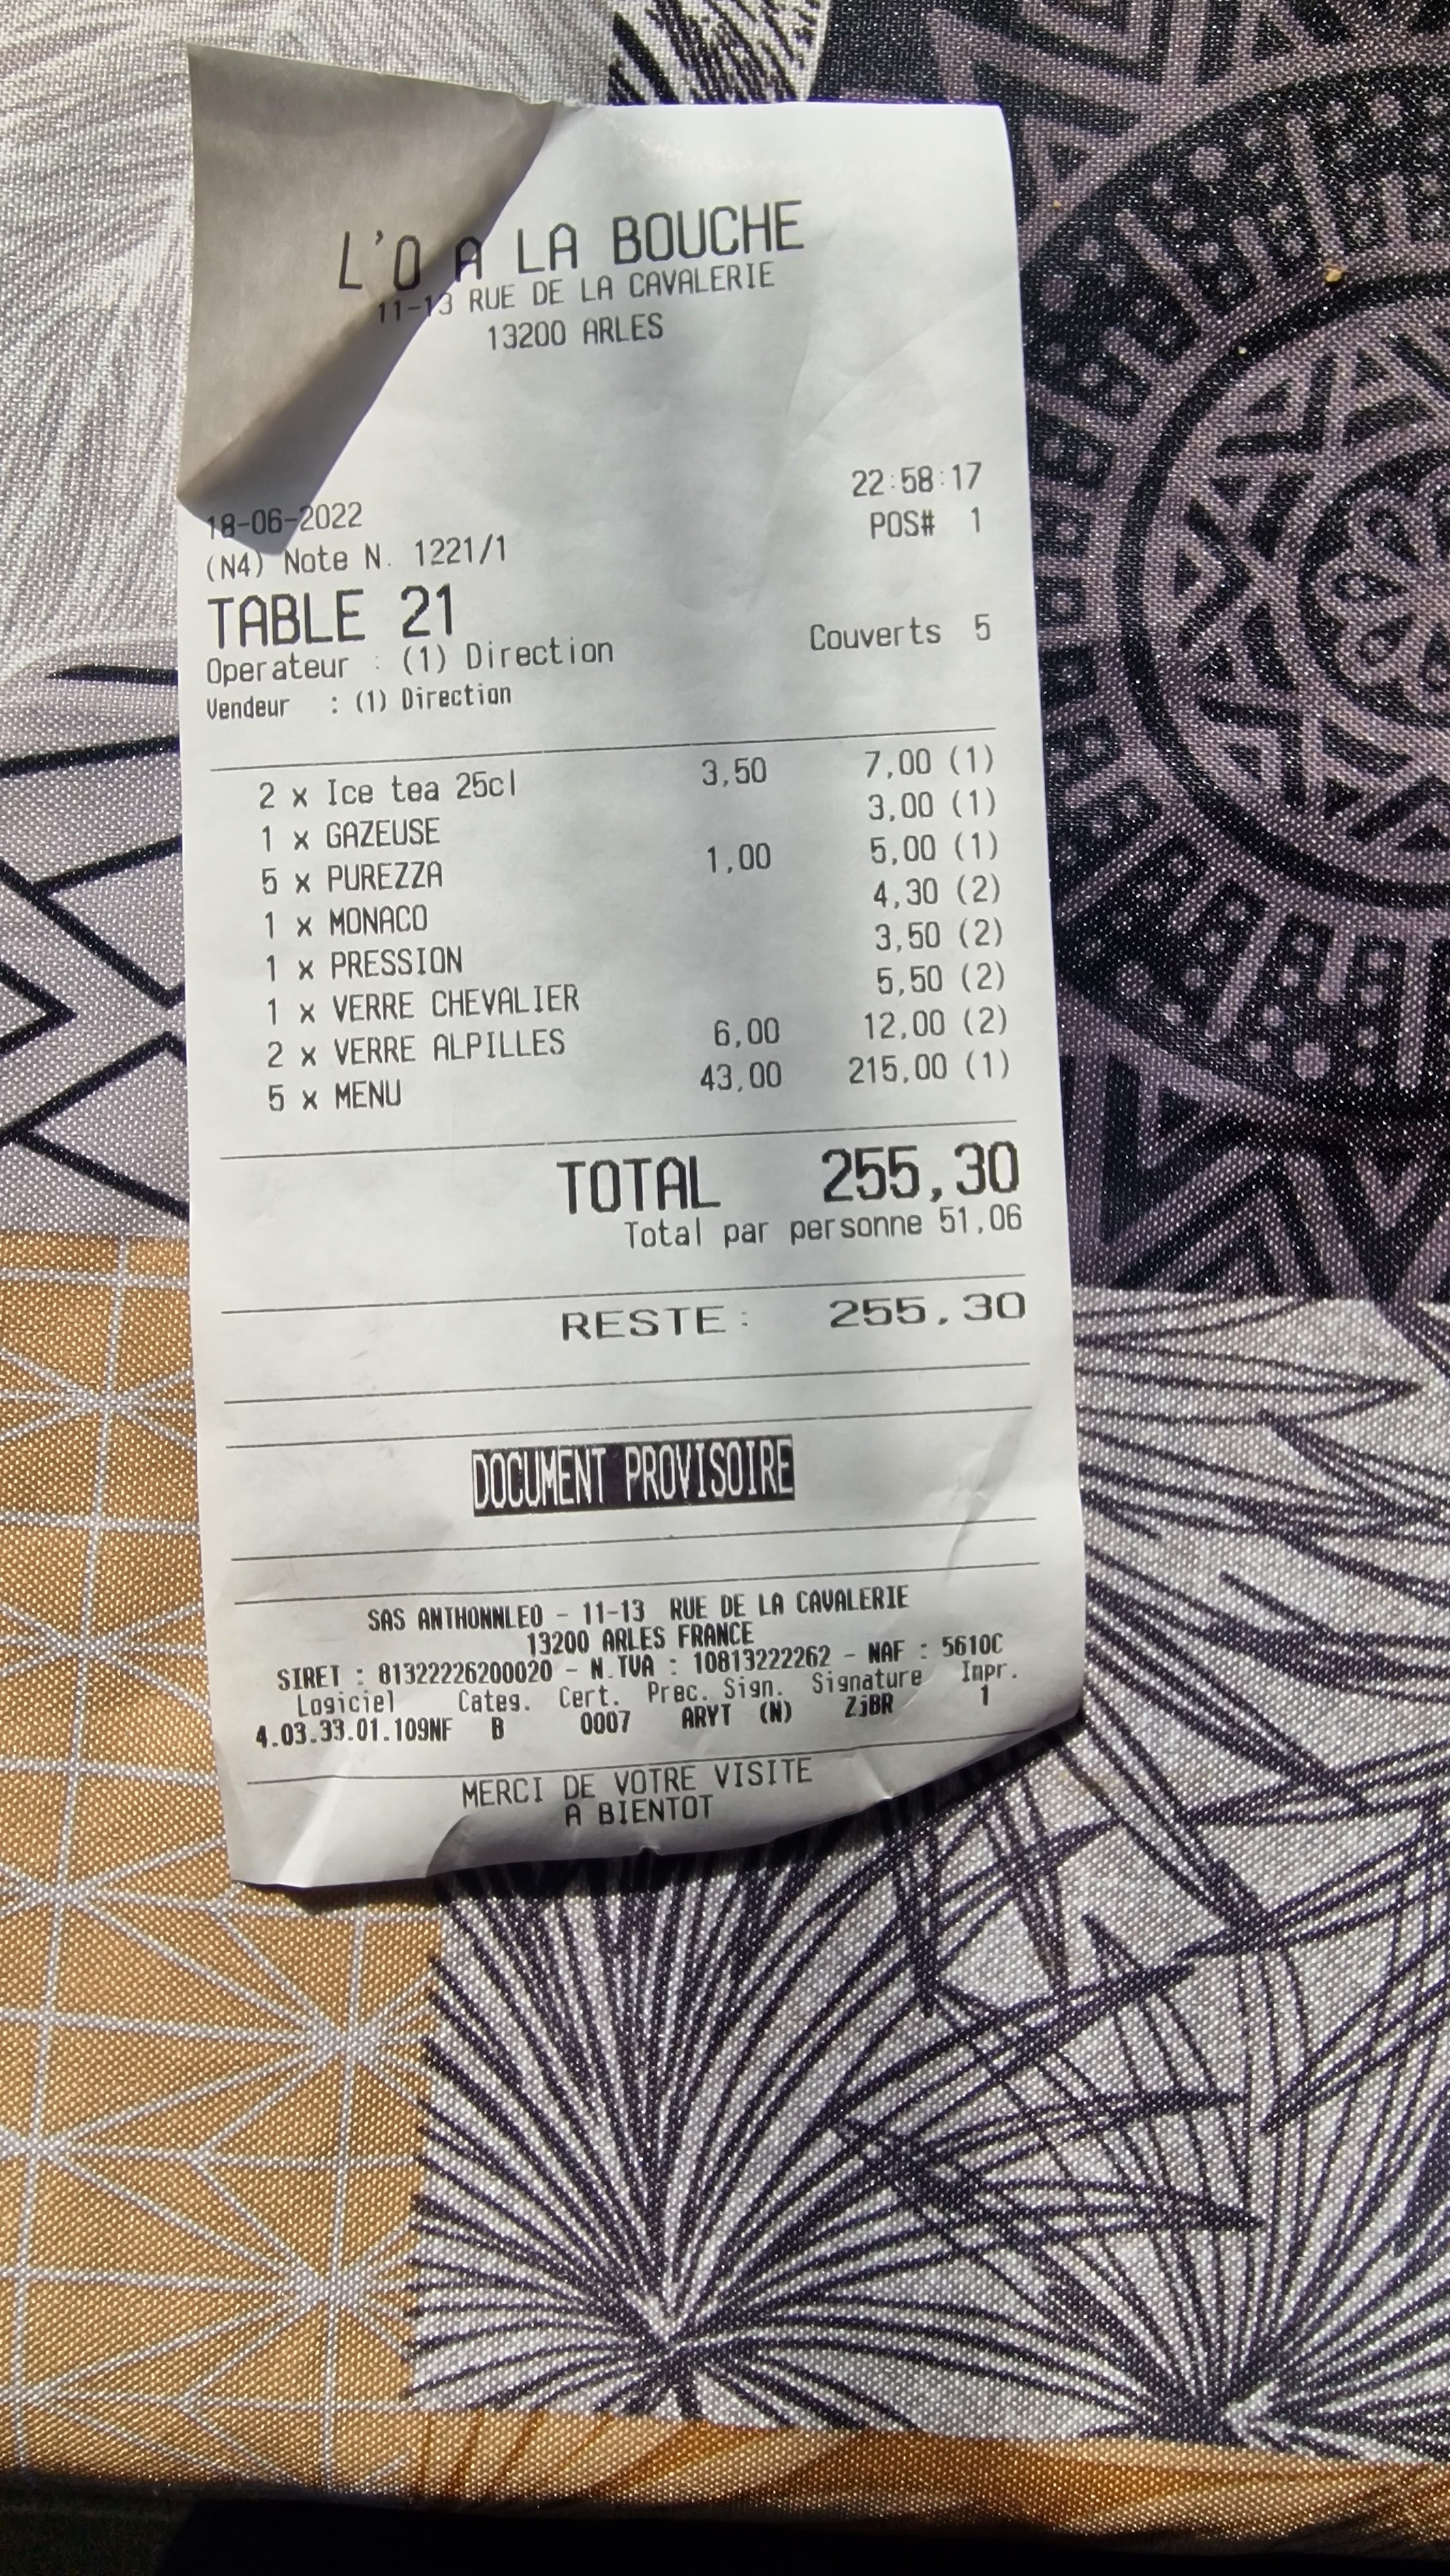 L'O A LA BOUCHE
11-13 RUE DE LA CAVALERIE
13200 ARLES
22:58:17
18-06-2022
POS# 1
(N4) Note N. 1221/1
TABLE 21
Couverts 5
Operateur : (1) Direction
Vendeur : (1) Direction
2 x Ice tea 25cl 3,50 7,00 (1)
1 x GAZEUSE 3,00 (1)
5 x PUREZZA 1,00 5,00 (1)
1 x MONACO 4,30 (2)
1 x PRESSION 3,50 (2)
1 x VERRE CHEVALIER 5,50 (2)
2 x VERRE ALPILLES 6,00 12,00 (2)
5 x MENU 43,00 215,00 (1)
TOTAL 255,30
Total par personne 51,06
RESTE: 255,30
DOCUMENT PROVISOIRE
SAS ANTHONNLEO - 11-13 RUE DE LA CAVALERIE
13200 ARLES FRANCE
SIRET : 81322226200020 - N.TVA : 10813222262 - NAF : 5610C
Logiciel Categ. Cert. Prec. Sign. Signature Impr.
4.03.33.01.109NF B 0007 ARYT (N) ZjBR 1
MERCI DE VOTRE VISITE
A BIENTOT